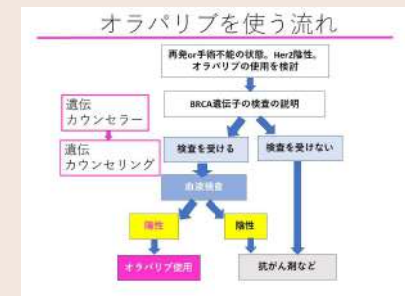 オラパリブを使う流れ
再発or手術不能の状態。Her2陰性。
オラパリブの使用を検討
BRCA遺伝子の検査の説明
遺伝
カウンセラー
遺伝
カウンセリング
検査を受ける
検査を受けない
血液検査
陽性
陰性
オラパリブ使用
抗がん剤など